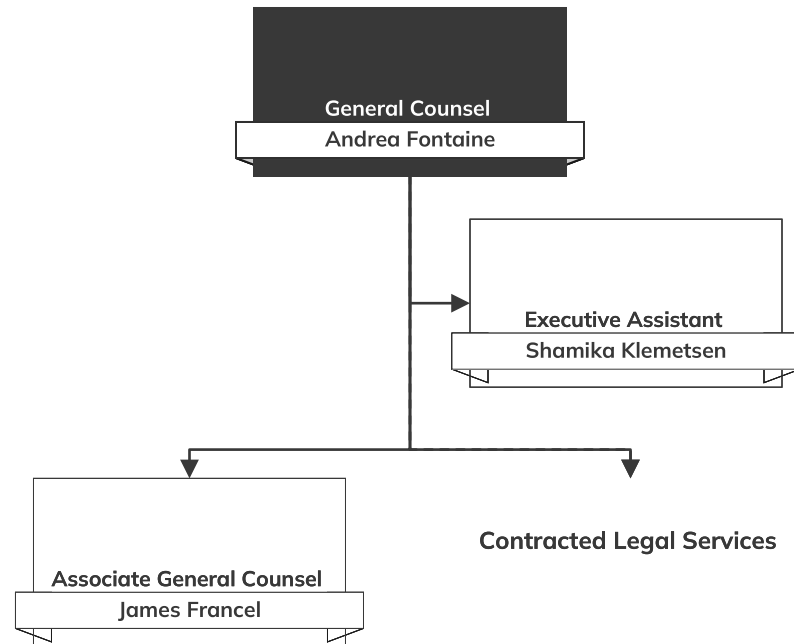 General Counsel
Andrea Fontaine
Executive Assistant
Shamika Klemetsen
Contracted Legal Services
Associate General Counsel
James Francel